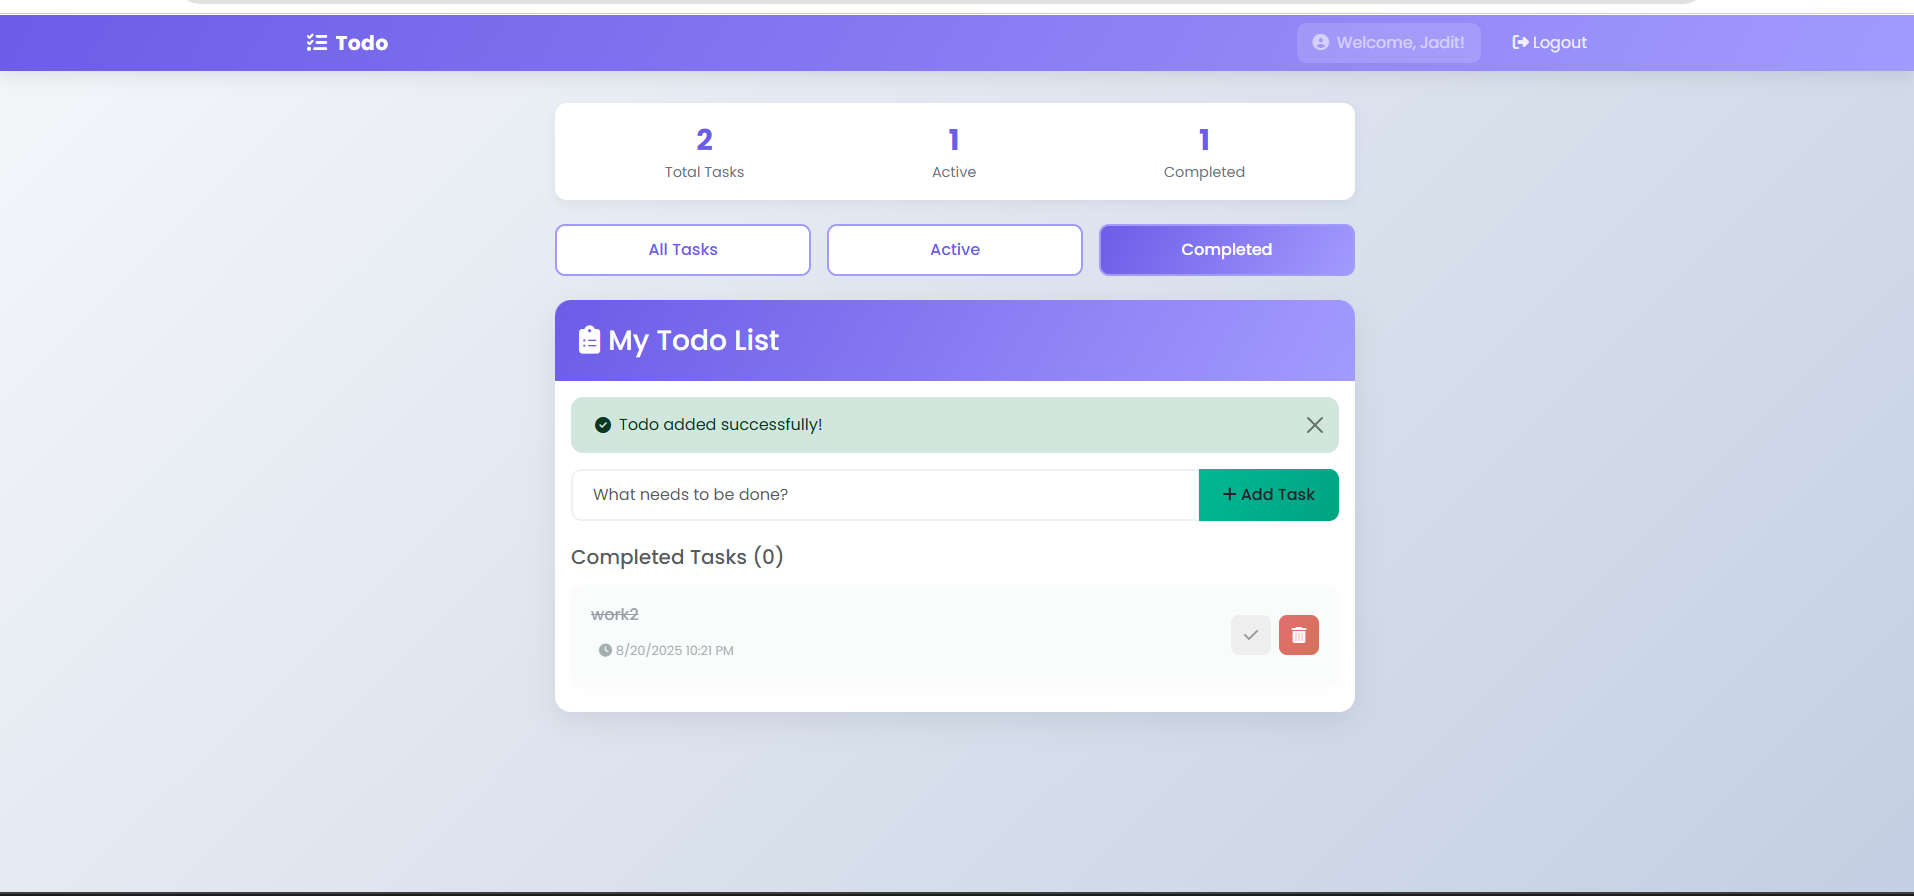 Todo
Welcome, Jadit!
Logout
2
1
1
Total Tasks
Active
Completed
All Tasks
Active
Completed
My Todo List
Todo added successfully!
What needs to be done?
+ Add Task
Completed Tasks (0)
work2
8/20/2025 10:21 PM